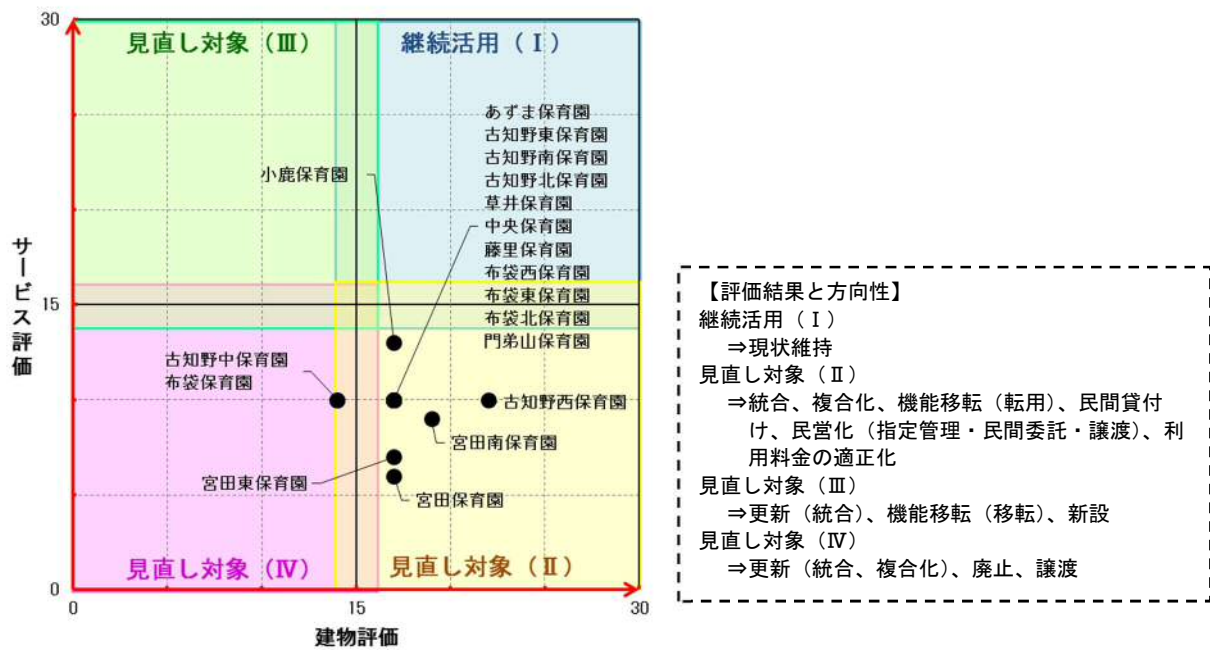 30
見直し対象（Ⅲ）
継続活用（Ⅰ）
あずま保育園
古知野東保育園
古知野南保育園
古知野北保育園
草井保育園
中央保育園
藤里保育園
布袋西保育園
布袋東保育園
布袋北保育園
門弟山保育園
小鹿保育園
サービス評価
15
古知野中保育園
布袋保育園
古知野西保育園
宮田南保育園
宮田東保育園
宮田保育園
見直し対象（Ⅳ）
見直し対象（Ⅱ）
0
0
15
30
建物評価
【評価結果と方向性】
継続活用（Ⅰ）
⇒現状維持
見直し対象（Ⅱ）
⇒統合、複合化、機能移転（転用）、民間貸付
け、民営化（指定管理・民間委託・譲渡）、利
用料金の適正化
見直し対象（Ⅲ）
⇒更新（統合）、機能移転（移転）、新設
見直し対象（Ⅳ）
⇒更新（統合、複合化）、廃止、譲渡